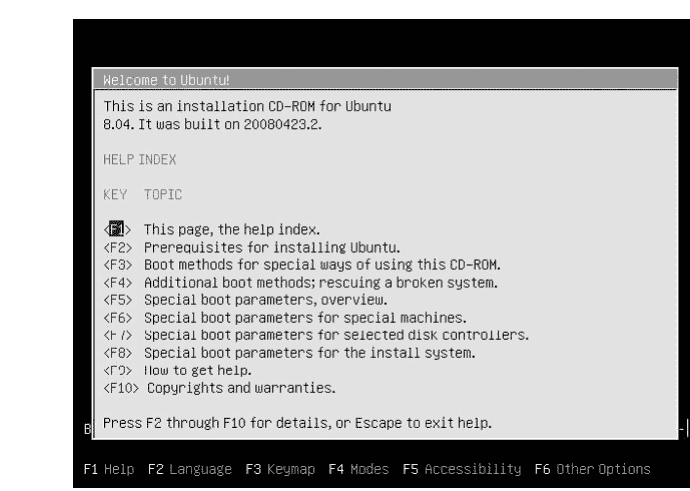 Welcome to Ubuntu!
This is an installation CD-ROM for Ubuntu
8.04. It was built on 20080423.2.
HELP INDEX
KEY TOPIC
<F1> This page, the help index.
<F2> Prerequisites for installing Ubuntu.
<F3> Boot methods for special ways of using this CD-ROM.
<F4> Additional boot methods; rescuing a broken system.
<F5> Special boot parameters, overview.
<F6> Special boot parameters for special machines.
<F7> Special boot parameters for selected disk controllers.
<F8> Special boot parameters for the install system.
<F9> How to get help.
<F10> Copyrights and warranties.
Press F2 through F10 for details, or Escape to exit help.
B
F1 Help F2 Language F3 Keymap F4 Modes F5 Accessibility F6 Other Options